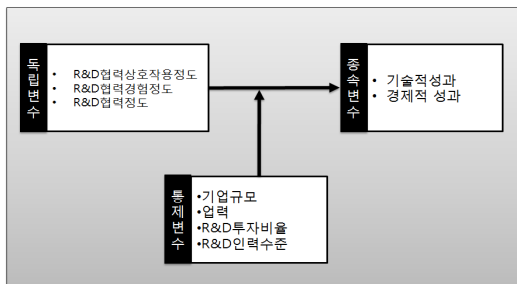 독립변수
• R&D협력상호작용정도
• R&D협력경험정도
• R&D협력정도
종속변수
• 기술적성과
• 경제적 성과
통제변수
•기업규모
•업력
•R&D투자비율
•R&D인력수준